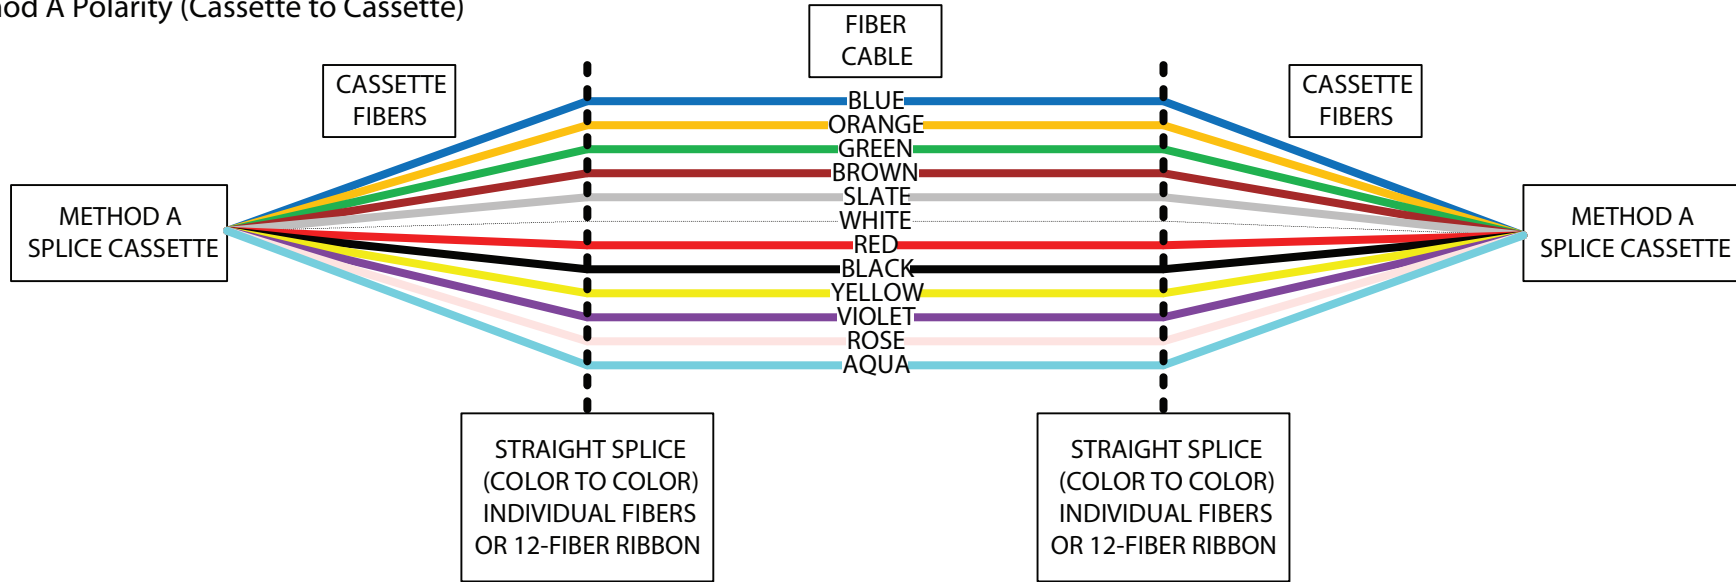 od A Polarity (Cassette to Cassette)
FIBER
CABLE
CASSETTE
FIBERS
CASSETTE
FIBERS
BLUE
ORANGE
GREEN
BROWN
SLATE
WHITE
RED
BLACK
YELLOW
VIOLET
ROSE
AQUA
METHOD A
SPLICE CASSETTE
METHOD A
SPLICE CASSETTE
STRAIGHT SPLICE
(COLOR TO COLOR)
INDIVIDUAL FIBERS
OR 12-FIBER RIBBON
STRAIGHT SPLICE
(COLOR TO COLOR)
INDIVIDUAL FIBERS
OR 12-FIBER RIBBON